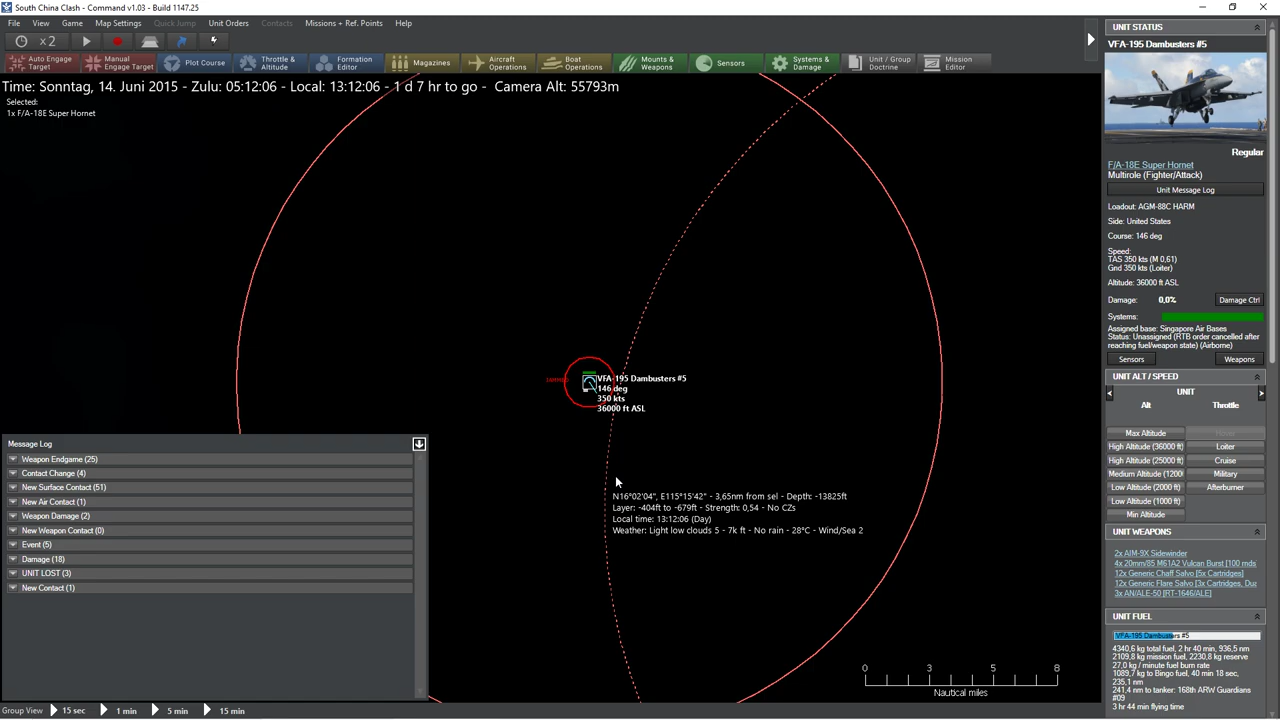 South China Clash - Command v1.03 - Build 1147.25
File View Game Map Settings Quick Jump Unit Orders Contacts Missions + Ref. Points Help
x2
Auto Engage Target
Manual Engage Target
Plot Course
Throttle & Altitude
Formation Editor
Magazines
Aircraft Operations
Boat Operations
Mounts & Weapons
Sensors
Systems & Damage
Unit / Group Doctrine
Mission Editor
Time: Sonntag, 14. Juni 2015 - Zulu: 05:12:06 - Local: 13:12:06 - 1 d 7 hr to go - Camera Alt: 55793m
Selected:
1x F/A-18E Super Hornet
VFA-195 Dambusters #5
146 deg
350 kts
36000 ft ASL
N16°02'04", E115°15'42" - 3,65nm from sel - Depth: -13825ft
Layer: -404ft to -679ft - Strength: 0,54 - No CZs
Local time: 13:12:06 (Day)
Weather: Light low clouds 5 - 7k ft - No rain - 28°C - Wind/Sea 2
Message Log
Weapon Endgame (25)
Contact Change (4)
New Surface Contact (51)
New Air Contact (1)
Weapon Damage (2)
New Weapon Contact (0)
Event (5)
Damage (18)
UNIT LOST (3)
New Contact (1)
0 3 5 8
Nautical miles
Group View 15 sec 1 min 5 min 15 min
UNIT STATUS
VFA-195 Dambusters #5
Regular
F/A-18E Super Hornet
Multirole (Fighter/Attack)
Unit Message Log
Loadout: AGM-88C HARM
Side: United States
Course: 146 deg
Speed:
TAS 350 kts (M 0,61)
Gnd 350 kts (Loiter)
Altitude: 36000 ft ASL
Damage: 0,0% Damage Ctrl
Systems:
Assigned base: Singapore Air Bases
Status: Unassigned (RTB order cancelled after
reaching fuel/weapon state) (Airborne)
Sensors Weapons
UNIT ALT / SPEED
UNIT
Alt Throttle
Max Altitude
High Altitude (36000 ft) Loiter
High Altitude (25000 ft) Cruise
Medium Altitude (1200 Military
Low Altitude (2000 ft) Afterburner
Low Altitude (1000 ft)
Min Altitude
UNIT WEAPONS
2x AIM-9X Sidewinder
4x 20mm/85 M61A2 Vulcan Burst [100 rnds
12x Generic Chaff Salvo [5x Cartridges]
12x Generic Flare Salvo [3x Cartridges, Du
3x AN/ALE-50 [RT-1646/ALE]
UNIT FUEL
VFA-195 Dambusters #5
4340,6 kg total fuel, 2 hr 40 min, 936,5 nm
2109,8 kg mission fuel, 2230,8 kg reserve
27,0 kg / minute fuel burn rate
1089,7 kg to Bingo fuel, 40 min 18 sec,
235,1 nm
241,4 nm to tanker: 168th ARW Guardians
#09
3 hr 44 min flying time